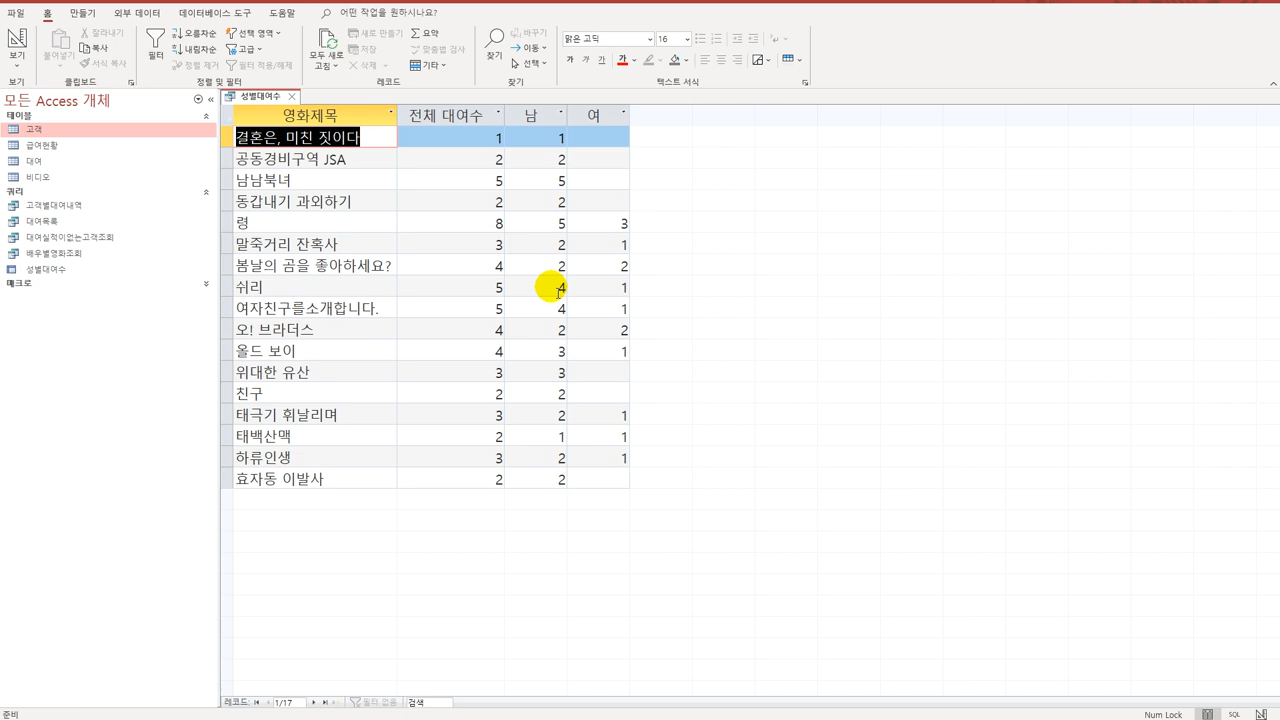 파일 홈 만들기 외부 데이터 데이터베이스 도구 도움말 어떤 작업을 원하시나요?
보기
붙여넣기
잘라내기
복사
서식 복사
필터
오름차순
내림차순
정렬 제거
선택 영역
고급
필터 적용/해제
모두 새로
고침
새로 만들기
저장
삭제
요약
맞춤법 검사
기타
찾기
바꾸기
이동
선택
맑은 고딕 16
가 가 가 가
보기 클립보드 정렬 및 필터 레코드 찾기 텍스트 서식
모든 Access 개체
테이블
고객
급여현황
대여
비디오
쿼리
고객별대여내역
대여목록
대여실적이없는고객조회
배우별영화조회
성별대여수
매크로
성별대여수
영화제목 전체 대여수 남 여
결혼은, 미친 짓이다 1 1
공동경비구역 JSA 2 2
남남북녀 5 5
동갑내기 과외하기 2 2
령 8 5 3
말죽거리 잔혹사 3 2 1
봄날의 곰을 좋아하세요? 4 2 2
쉬리 5 4 1
여자친구를소개합니다. 5 4 1
오! 브라더스 4 2 2
올드 보이 4 3 1
위대한 유산 3 3
친구 2 2
태극기 휘날리며 3 2 1
태백산맥 2 1 1
하류인생 3 2 1
효자동 이발사 2 2
레코드: 1/17 필터 없음 검색
준비 Num Lock SQL